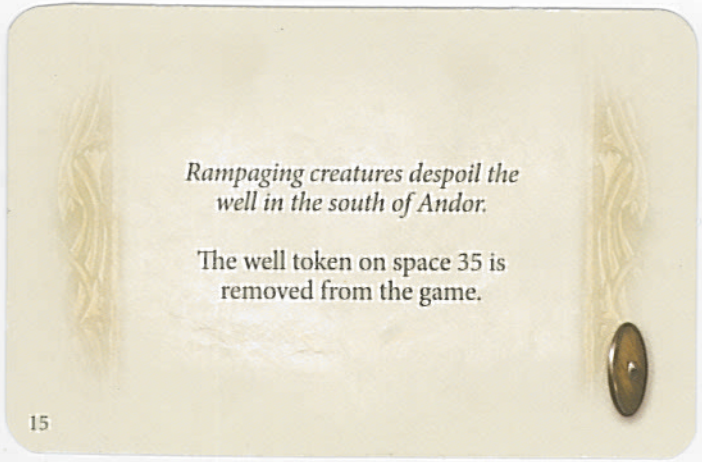 Rampaging creatures despoil the
well in the south of Andor.
The well token on space 35 is
removed from the game.
15